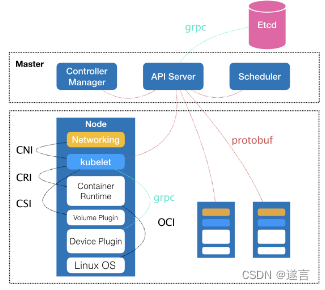 grpc
Etcd
Master
Controller
Manager
API Server
Scheduler
Node
Networking
kubelet
Container
Runtime
Volume Plugin
Device Plugin
Linux OS
CNI
CRI
CSI
grpc
OCI
protobuf
CSDN @遂言